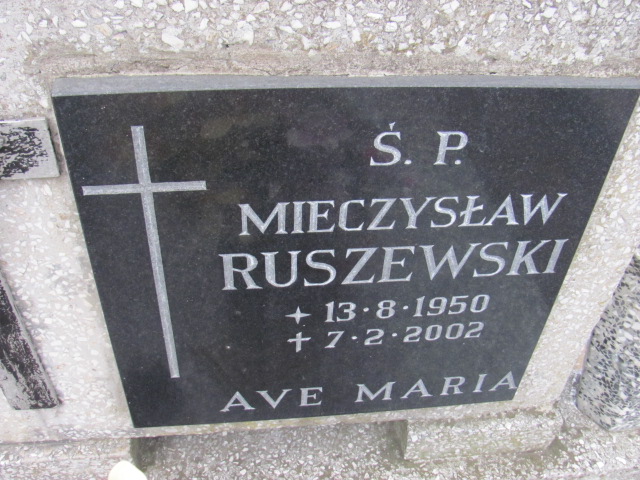 Ś. P.
MIECZYSŁAW
RUSZEWSKI
13·8·1950
7·2·2002
AVE MARIA